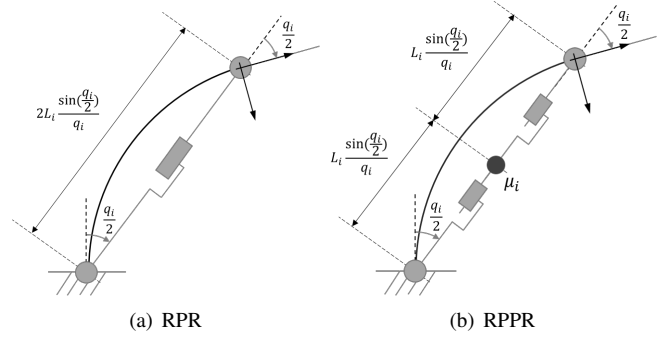 q_i/2
2L_i sin(q_i/2)/q_i
q_i/2
(a) RPR
q_i/2
L_i sin(q_i/2)/q_i
L_i sin(q_i/2)/q_i
μ_i
q_i/2
(b) RPPR